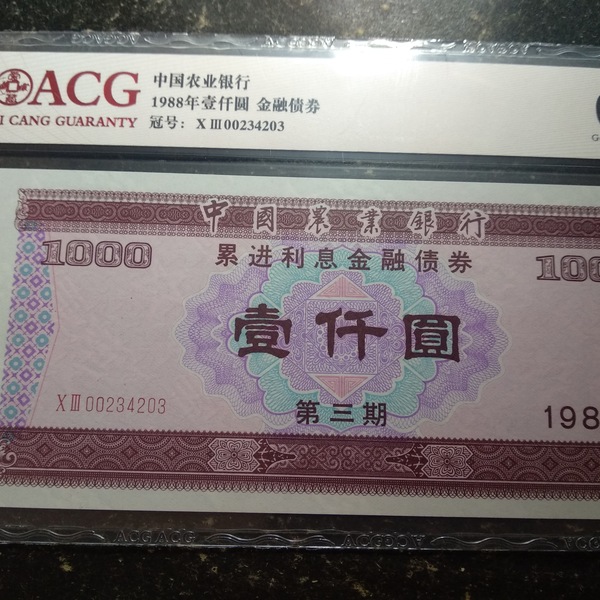 ACG
中国农业银行
1988年壹仟圆 金融债券
I CANG GUARANTY
冠号： XⅢ00234203
中國農業銀行
1000
累进利息金融债券
壹仟圓
XⅢ00234203
第三期
198